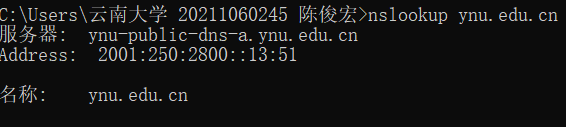 C:\Users\云南大学 20211060245 陈俊宏>nslookup ynu.edu.cn
服务器:  ynu-public-dns-a.ynu.edu.cn
Address:  2001:250:2800::13:51
名称:    ynu.edu.cn